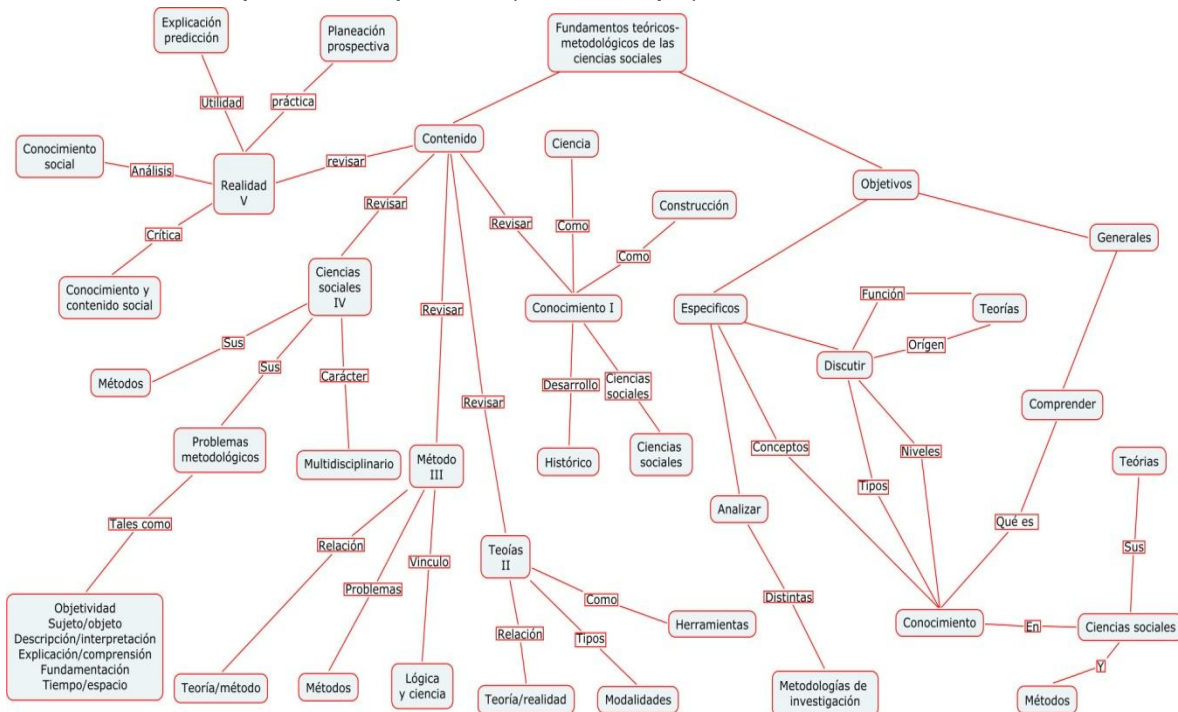 Explicación
predicción
Planeación
prospectiva
Fundamentos teóricos-
metodológicos de las
ciencias sociales
Utilidad
práctica
Contenido
Ciencia
Conocimiento
social
Análisis
Realidad
V
revisar
Objetivos
Revisar
Revisar
Como
Construcción
Crítica
Como
Generales
Conocimiento y
contenido social
Ciencias
sociales
IV
Revisar
Conocimiento I
Especificos
Función
Teorías
Orígen
Discutir
Sus
Sus
Carácter
Revisar
Desarrollo
Ciencias
sociales
Métodos
Comprender
Problemas
metodológicos
Multidisciplinario
Método
III
Histórico
Ciencias
sociales
Conceptos
Niveles
Tipos
Teórias
Analizar
Qué es
Tales como
Relación
Vinculo
Problemas
Teoías
II
Sus
Como
Distintas
Objetividad
Sujeto/objeto
Descripción/interpretación
Explicación/comprensión
Fundamentación
Tiempo/espacio
Relación
Tipos
Herramientas
Conocimiento
En
Ciencias sociales
Y
Teoría/método
Métodos
Lógica
y ciencia
Teoría/realidad
Modalidades
Metodologías de
investigación
Métodos